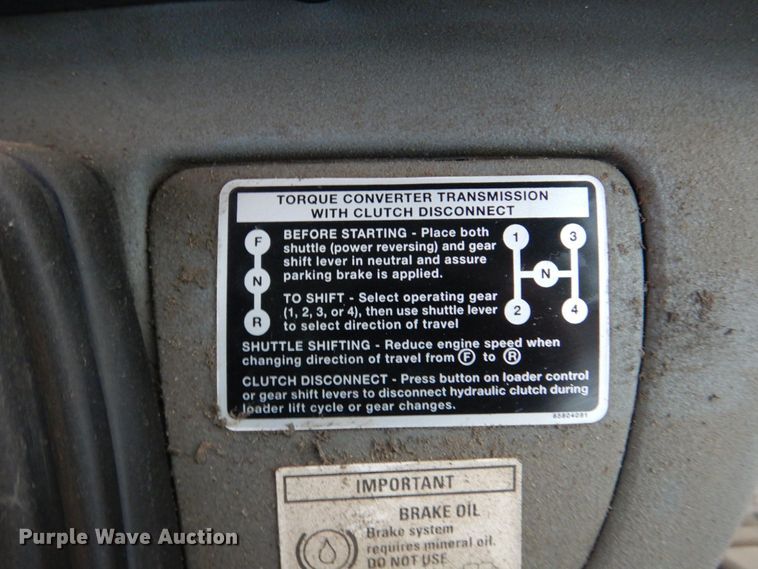 TORQUE CONVERTER TRANSMISSION
WITH CLUTCH DISCONNECT
F
N
R
BEFORE STARTING - Place both
shuttle (power reversing) and gear
shift lever in neutral and assure
parking brake is applied.
TO SHIFT - Select operating gear
(1, 2, 3, or 4), then use shuttle lever
to select direction of travel
1 3
N
2 4
SHUTTLE SHIFTING - Reduce engine speed when
changing direction of travel from F to R
CLUTCH DISCONNECT - Press button on loader control
or gear shift levers to disconnect hydraulic clutch during
loader lift cycle or gear changes.
IMPORTANT
BRAKE OIL
Brake system
requires mineral oil.
DO NOT USE
Purple Wave Auction